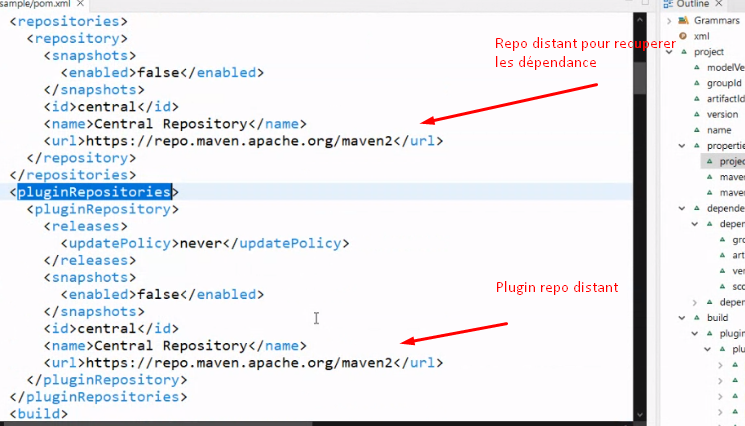 sample/pom.xml
<repositories>
<repository>
<snapshots>
<enabled>false</enabled>
</snapshots>
<id>central</id>
<name>Central Repository</name>
<url>https://repo.maven.apache.org/maven2</url>
</repository>
</repositories>
<pluginRepositories>
<pluginRepository>
<releases>
<updatePolicy>never</updatePolicy>
</releases>
<snapshots>
<enabled>false</enabled>
</snapshots>
<id>central</id>
<name>Central Repository</name>
<url>https://repo.maven.apache.org/maven2</url>
</pluginRepository>
</pluginRepositories>
<build>
Repo distant pour recuperer
les dépendance
Plugin repo distant
Outline
Grammars
xml
project
modelVe
groupId
artifactId
version
name
properti
projec
maven
maven
depende
depen
gro
art
ver
sco
depen
build
plugin
plu